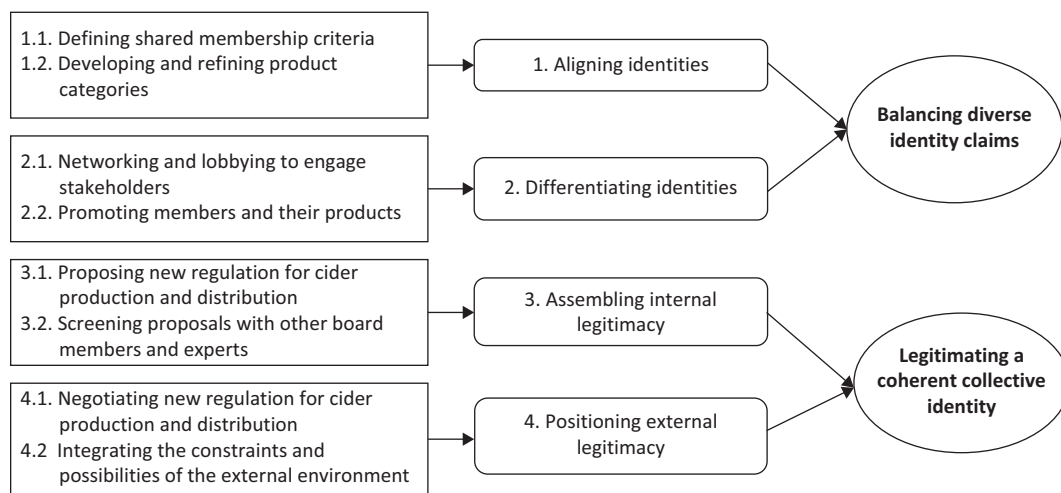 1.1. Defining shared membership criteria
1.2. Developing and refining product
categories
1. Aligning identities
2.1. Networking and lobbying to engage
stakeholders
2.2. Promoting members and their products
2. Differentiating identities
Balancing diverse
identity claims
3.1. Proposing new regulation for cider
production and distribution
3.2. Screening proposals with other board
members and experts
3. Assembling internal
legitimacy
4.1. Negotiating new regulation for cider
production and distribution
4.2 Integrating the constraints and
possibilities of the external environment
4. Positioning external
legitimacy
Legitimating a
coherent collective
identity